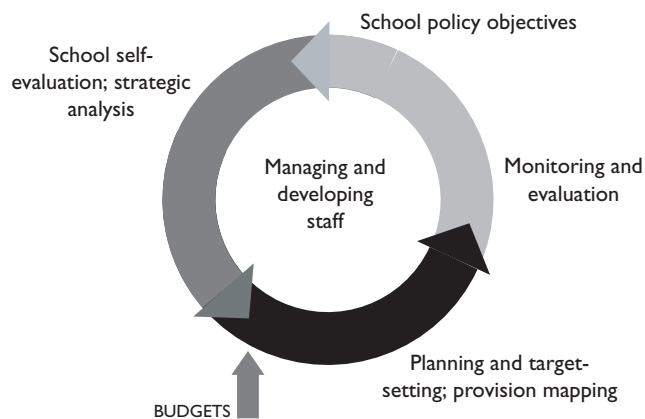 School policy objectives
School self-
evaluation; strategic
analysis
Managing and
developing
staff
Monitoring and
evaluation
Planning and target-
setting; provision mapping
BUDGETS